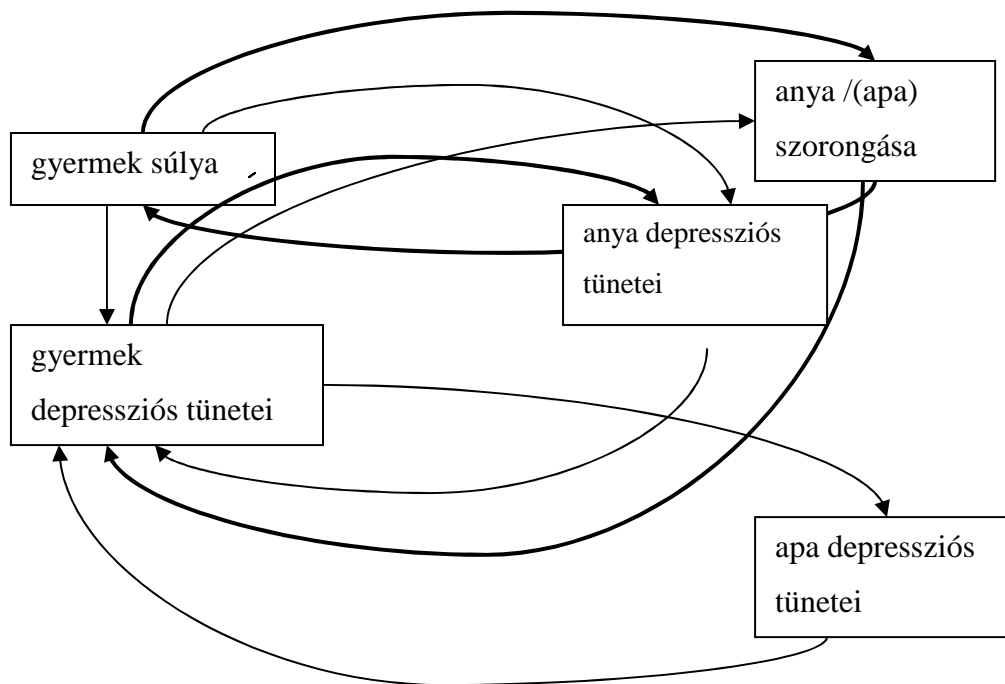 anya /(apa)
szorongása
gyermek súlya
anya depressziós
tünetei
gyermek
depressziós tünetei
apa depressziós
tünetei